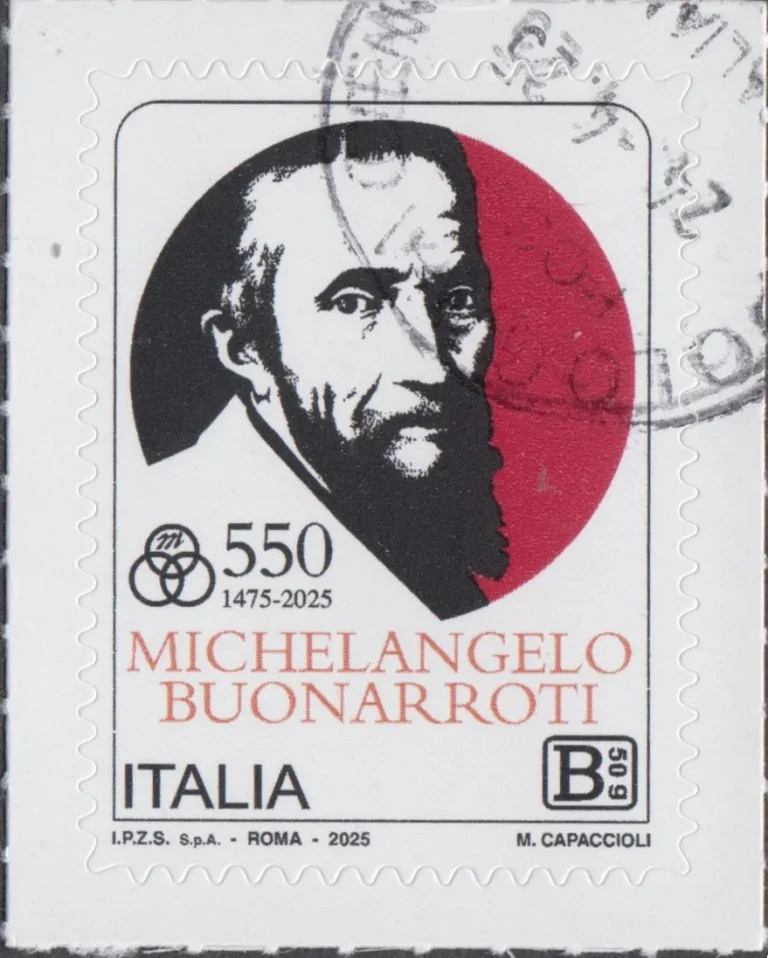 m
550
1475-2025
MICHELANGELO
BUONARROTI
ITALIA
B
50 g
I.P.Z.S. S.p.A. - ROMA - 2025
M. CAPACCIOLI